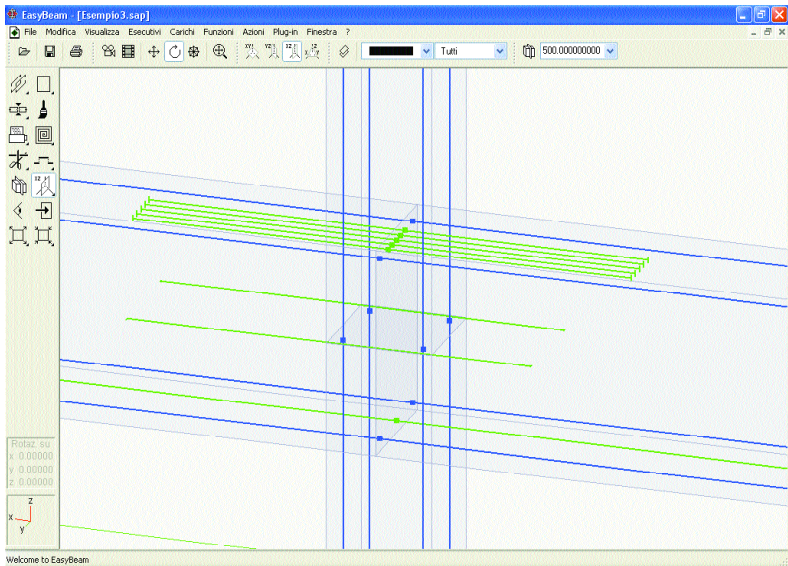 EasyBeam - [Esempio3.sap]
File Modifica Visualizza Esecutivi Carichi Funzioni Azioni Plug-in Finestra ?
Tutti 500.000000000
Rotaz. su
x 0.00000
y 0.00000
z 0.00000
z
x
y
Welcome to EasyBeam